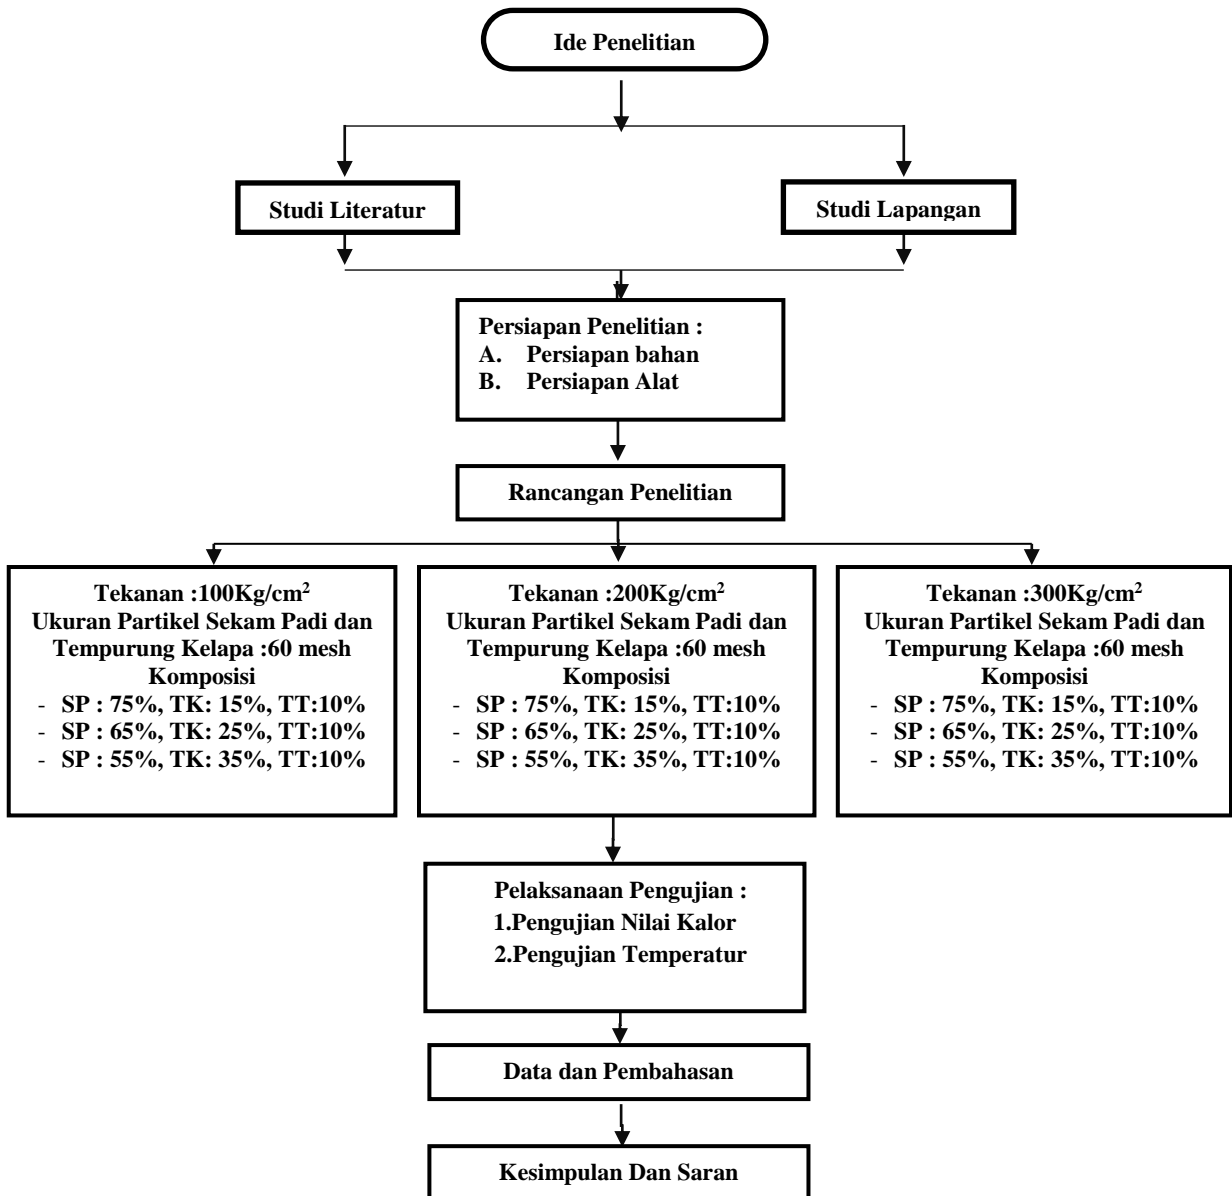 Ide Penelitian
Studi Literatur
Studi Lapangan
Persiapan Penelitian :
A. Persiapan bahan
B. Persiapan Alat
Rancangan Penelitian
Tekanan :100Kg/cm²
Ukuran Partikel Sekam Padi dan
Tempurung Kelapa :60 mesh
Komposisi
- SP : 75%, TK: 15%, TT:10%
- SP : 65%, TK: 25%, TT:10%
- SP : 55%, TK: 35%, TT:10%
Tekanan :200Kg/cm²
Ukuran Partikel Sekam Padi dan
Tempurung Kelapa :60 mesh
Komposisi
- SP : 75%, TK: 15%, TT:10%
- SP : 65%, TK: 25%, TT:10%
- SP : 55%, TK: 35%, TT:10%
Tekanan :300Kg/cm²
Ukuran Partikel Sekam Padi dan
Tempurung Kelapa :60 mesh
Komposisi
- SP : 75%, TK: 15%, TT:10%
- SP : 65%, TK: 25%, TT:10%
- SP : 55%, TK: 35%, TT:10%
Pelaksanaan Pengujian :
1.Pengujian Nilai Kalor
2.Pengujian Temperatur
Data dan Pembahasan
Kesimpulan Dan Saran